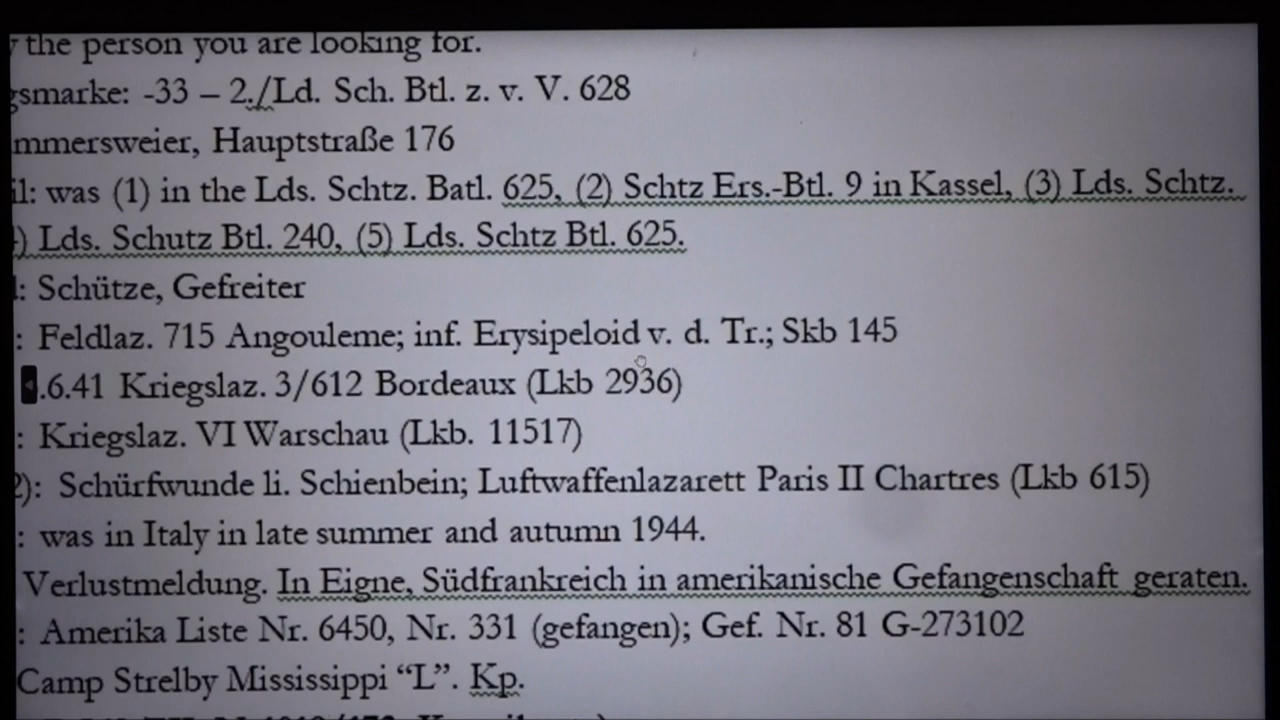 the person you are looking for.
gsmarke: -33 – 2./Ld. Sch. Btl. z. v. V. 628
mmersweier, Hauptstraße 176
il: was (1) in the Lds. Schtz. Batl. 625, (2) Schtz Ers.-Btl. 9 in Kassel, (3) Lds. Schtz.
) Lds. Schutz Btl. 240, (5) Lds. Schtz Btl. 625.
: Schütze, Gefreiter
: Feldlaz. 715 Angouleme; inf. Erysipeloid v. d. Tr.; Skb 145
.6.41 Kriegslaz. 3/612 Bordeaux (Lkb 2936)
: Kriegslaz. VI Warschau (Lkb. 11517)
2): Schürfwunde li. Schienbein; Luftwaffenlazarett Paris II Chartres (Lkb 615)
: was in Italy in late summer and autumn 1944.
Verlustmeldung. In Eigne, Südfrankreich in amerikanische Gefangenschaft geraten.
: Amerika Liste Nr. 6450, Nr. 331 (gefangen); Gef. Nr. 81 G-273102
Camp Strelby Mississippi “L”. Kp.